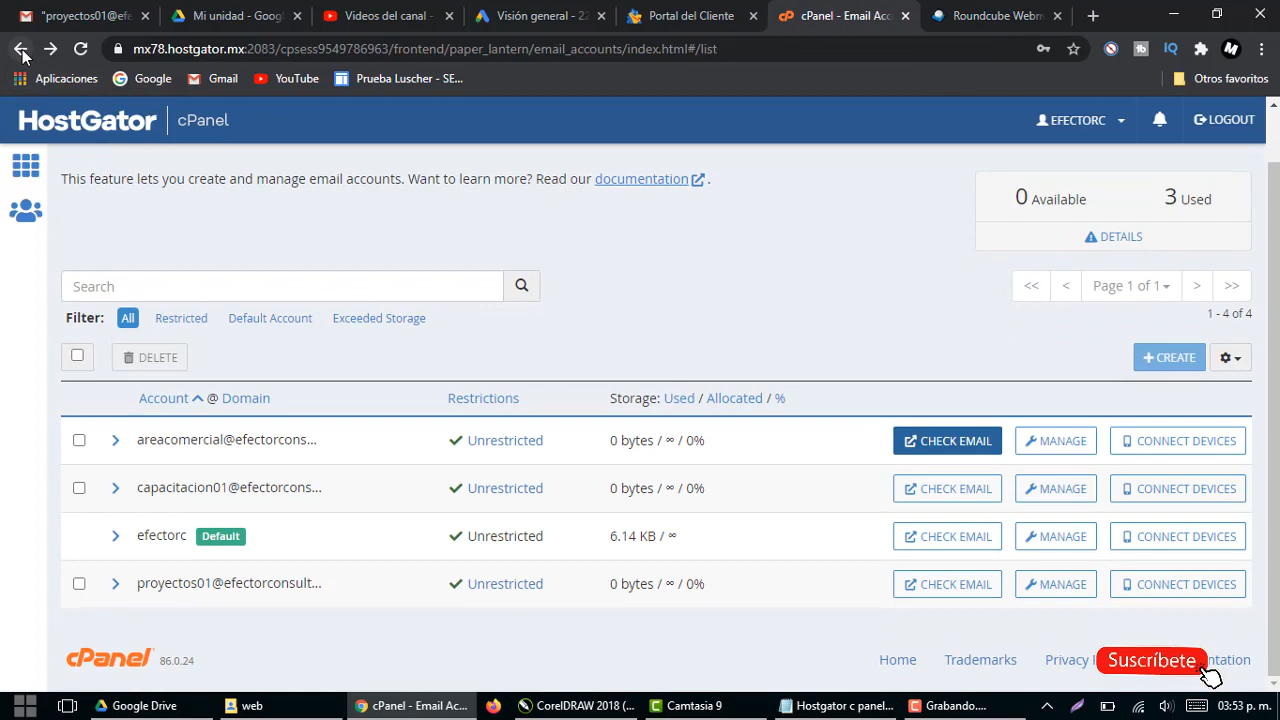 "proyectos01@efe
Mi unidad - Goog
Videos del canal -
Visión general - 22
Portal del Cliente
cPanel - Email Acc
Roundcube Webm
mx78.hostgator.mx:2083/cpsess9549786963/frontend/paper_lantern/email_accounts/index.html#/list
Aplicaciones
Google
Gmail
YouTube
Prueba Luscher - SE...
Otros favoritos
HostGator
cPanel
EFECTORC
LOGOUT
This feature lets you create and manage email accounts. Want to learn more? Read our documentation .
0 Available
3 Used
DETAILS
Search
<< < Page 1 of 1 > >>
Filter: All Restricted Default Account Exceeded Storage
1 - 4 of 4
DELETE
+ CREATE
Account @ Domain
Restrictions
Storage: Used / Allocated / %
areacomercial@efectorcons...
Unrestricted
0 bytes / ∞ / 0%
CHECK EMAIL
MANAGE
CONNECT DEVICES
capacitacion01@efectorcons...
Unrestricted
0 bytes / ∞ / 0%
CHECK EMAIL
MANAGE
CONNECT DEVICES
efectorc Default
Unrestricted
6.14 KB / ∞
CHECK EMAIL
MANAGE
CONNECT DEVICES
proyectos01@efectorconsult...
Unrestricted
0 bytes / ∞ / 0%
CHECK EMAIL
MANAGE
CONNECT DEVICES
cPanel 86.0.24
Home
Trademarks
Privacy
Suscríbete
ntation
Google Drive
web
cPanel - Email Ac...
CorelDRAW 2018 (...
Camtasia 9
Hostgator c panel...
Grabando....
03:53 p. m.